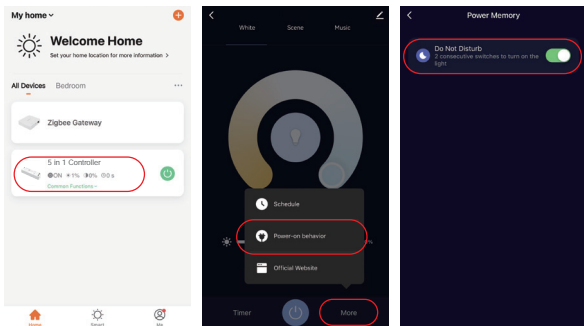 My home
Welcome Home
Set your home location for more information >
All Devices Bedroom ...
Zigbee Gateway
5 in 1 Controller
ON 1% 0% 0 s
Common Functions
Home Smart Me
White Scene Music
Schedule
Power-on behavior
%
Official Website
Timer More
Power Memory
Do Not Disturb
2 consecutive switches to turn on the
light